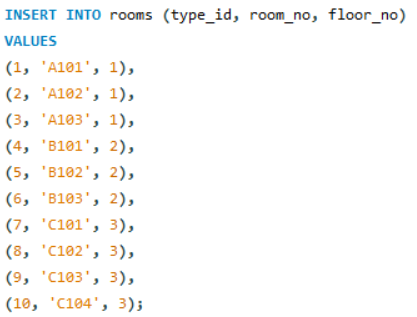 INSERT INTO rooms (type_id, room_no, floor_no)
VALUES
(1, 'A101', 1),
(2, 'A102', 1),
(3, 'A103', 1),
(4, 'B101', 2),
(5, 'B102', 2),
(6, 'B103', 2),
(7, 'C101', 3),
(8, 'C102', 3),
(9, 'C103', 3),
(10, 'C104', 3);